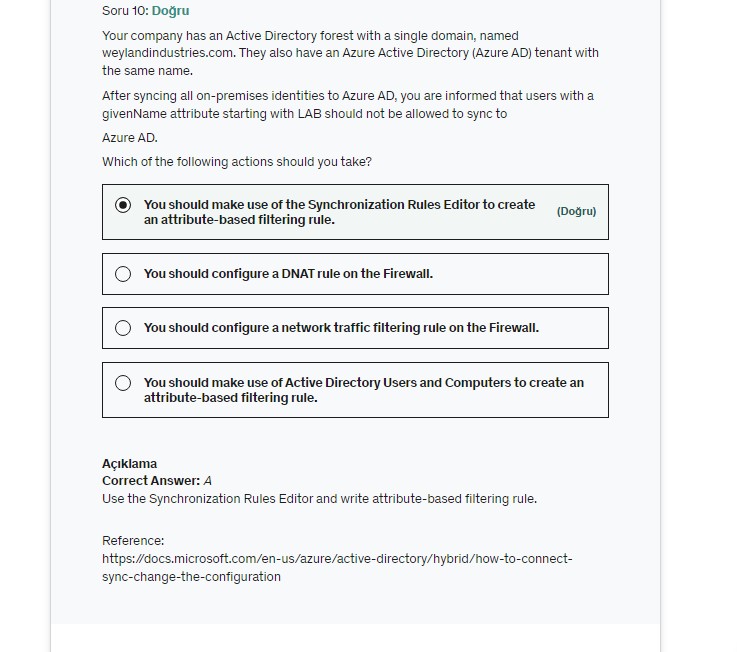 Soru 10: Doğru
Your company has an Active Directory forest with a single domain, named
weylandindustries.com. They also have an Azure Active Directory (Azure AD) tenant with
the same name.
After syncing all on-premises identities to Azure AD, you are informed that users with a
givenName attribute starting with LAB should not be allowed to sync to
Azure AD.
Which of the following actions should you take?
You should make use of the Synchronization Rules Editor to create
an attribute-based filtering rule.
(Doğru)
You should configure a DNAT rule on the Firewall.
You should configure a network traffic filtering rule on the Firewall.
You should make use of Active Directory Users and Computers to create an
attribute-based filtering rule.
Açıklama
Correct Answer: A
Use the Synchronization Rules Editor and write attribute-based filtering rule.
Reference:
https://docs.microsoft.com/en-us/azure/active-directory/hybrid/how-to-connect-
sync-change-the-configuration